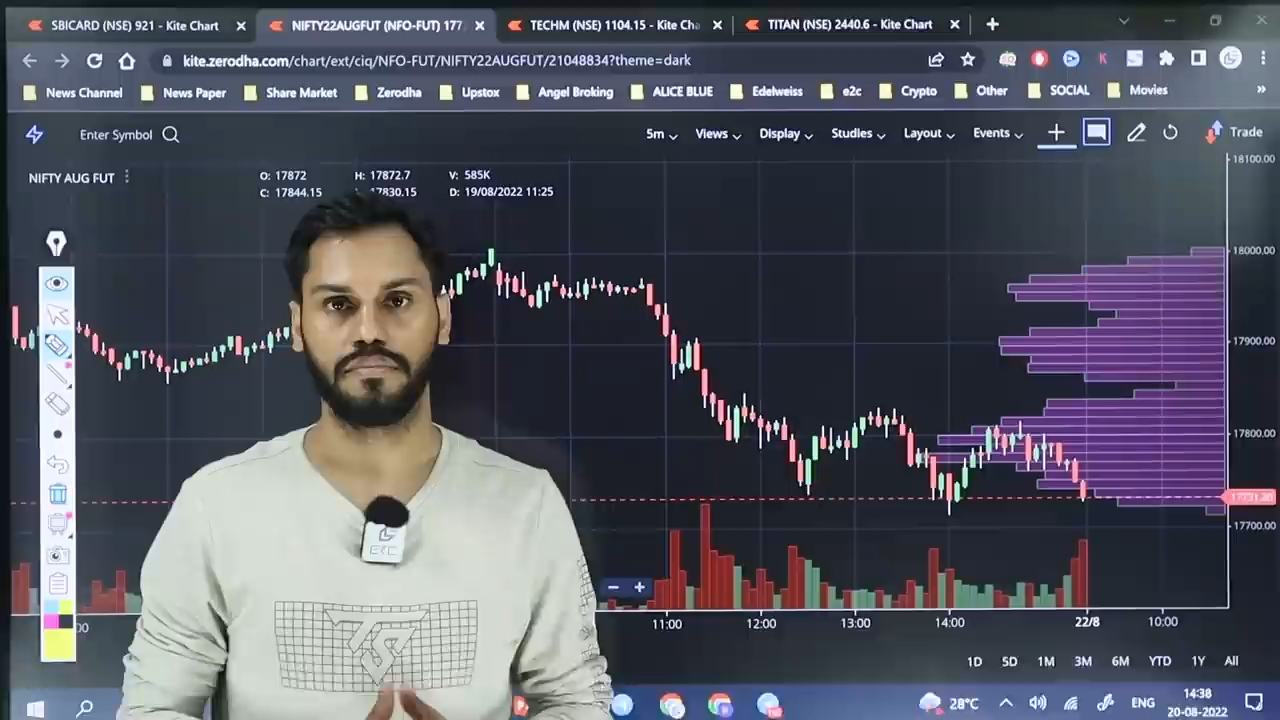 SBICARD (NSE) 921 - Kite Chart
NIFTY22AUGFUT (NFO-FUT) 177
TECHM (NSE) 1104.15 - Kite Cha
TITAN (NSE) 2440.6 - Kite Chart
kite.zerodha.com/chart/ext/ciq/NFO-FUT/NIFTY22AUGFUT/21048834?theme=dark
News Channel News Paper Share Market Zerodha Upstox Angel Broking ALICE BLUE Edelweiss e2c Crypto Other SOCIAL Movies »
Enter Symbol 5m Views Display Studies Layout Events Trade
NIFTY AUG FUT
O: 17872 H: 17872.7 V: 585K
C: 17844.15 17830.15 D: 19/08/2022 11:25
18100.00
18000.00
17900.00
17800.00
17731.20
17700.00
E2C
11:00 12:00 13:00 14:00 22/8 10:00
1D 5D 1M 3M 6M YTD 1Y All
28°C ENG 14:38
20-08-2022